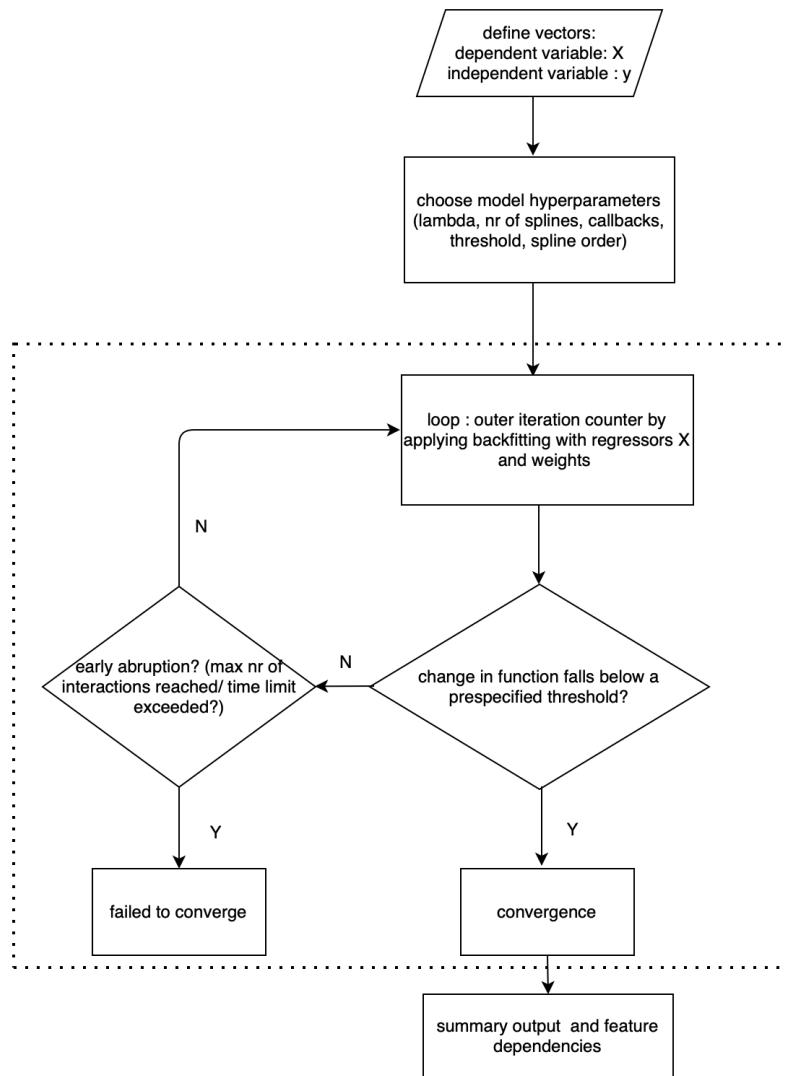 define vectors:
dependent variable: X
independent variable : y
choose model hyperparameters
(lambda, nr of splines, callbacks,
threshold, spline order)
loop : outer iteration counter by
applying backfitting with regressors X
and weights
N
early abruption? (max nr of
interactions reached/ time limit
exceeded?)
N
change in function falls below a
prespecified threshold?
Y
Y
failed to converge
convergence
summary output and feature
dependencies